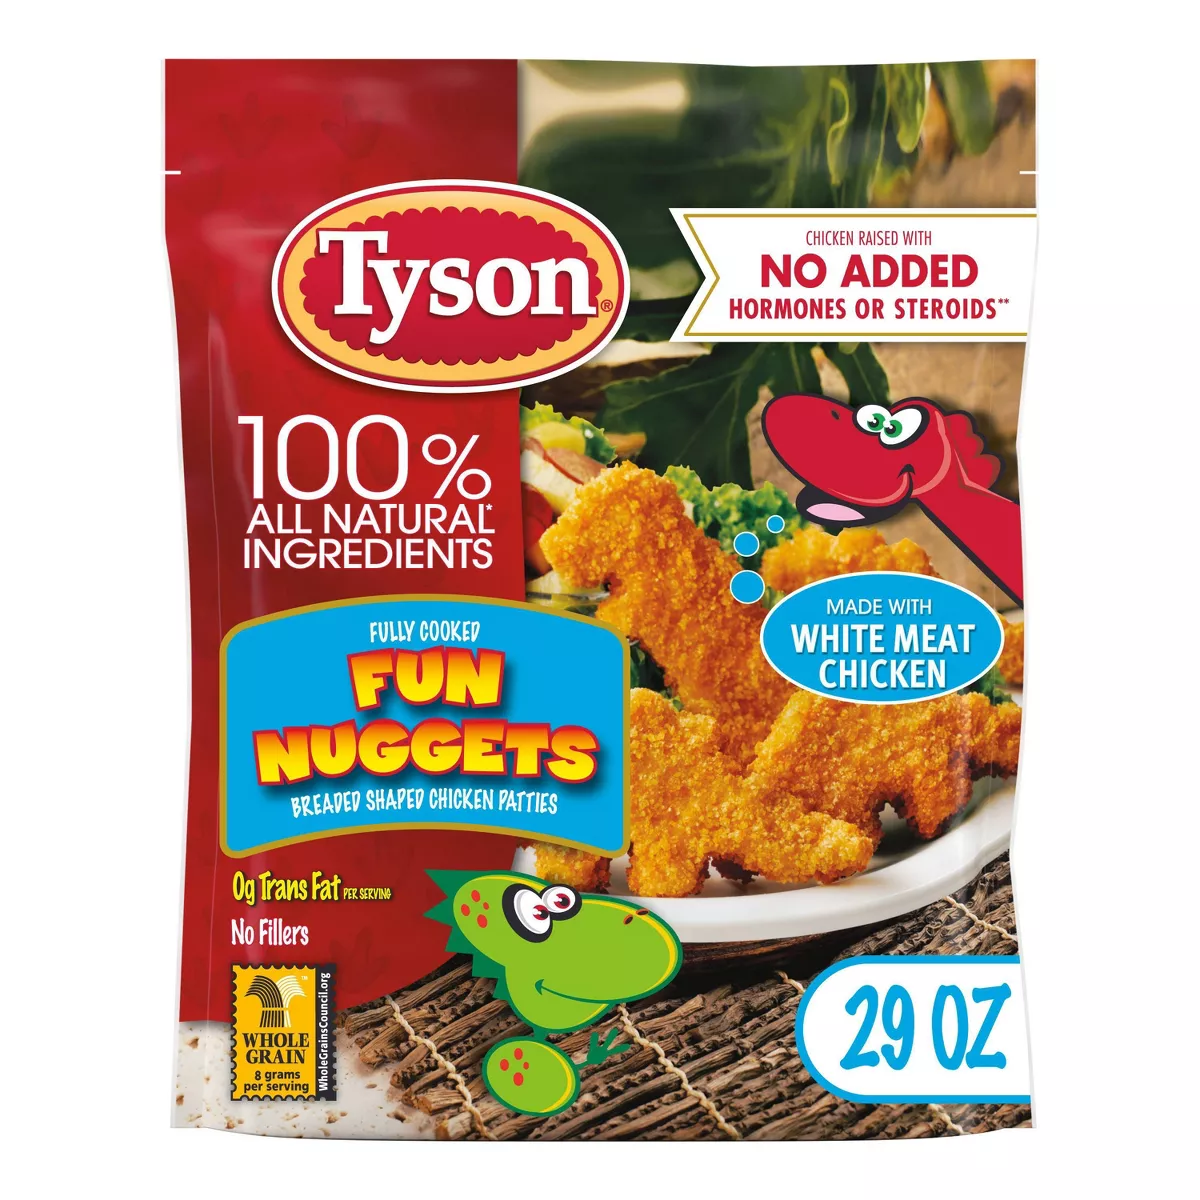 Tyson®
CHICKEN RAISED WITH
NO ADDED
HORMONES OR STEROIDS**
100%
ALL NATURAL*
INGREDIENTS
MADE WITH
WHITE MEAT
CHICKEN
FULLY COOKED
FUN
NUGGETS
BREADED SHAPED CHICKEN PATTIES
0g Trans Fat PER SERVING
No Fillers
WHOLE
GRAIN™
8 grams
per serving
WholeGrainsCouncil.org
29 OZ